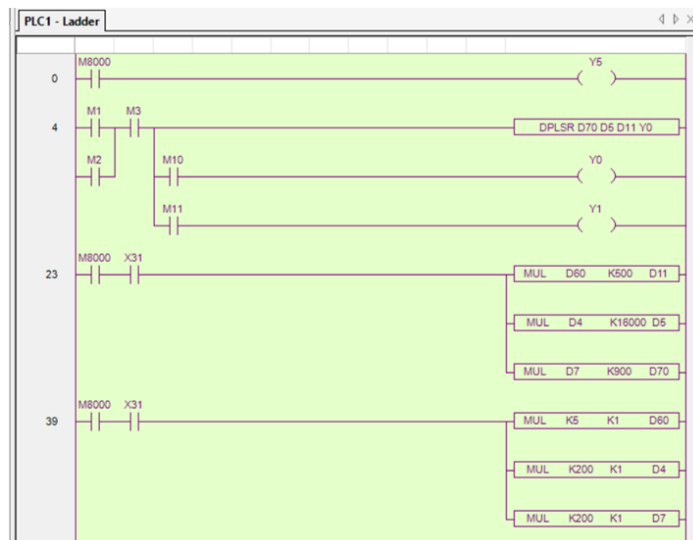 PLC1 - Ladder
M8000 Y5
0
M1 M3
4 DPLSR D70 D5 D11 Y0
M2 M10 Y0
M11 Y1
M8000 X31
23 MUL D60 K500 D11
MUL D4 K16000 D5
MUL D7 K900 D70
M8000 X31
39 MUL K5 K1 D60
MUL K200 K1 D4
MUL K200 K1 D7